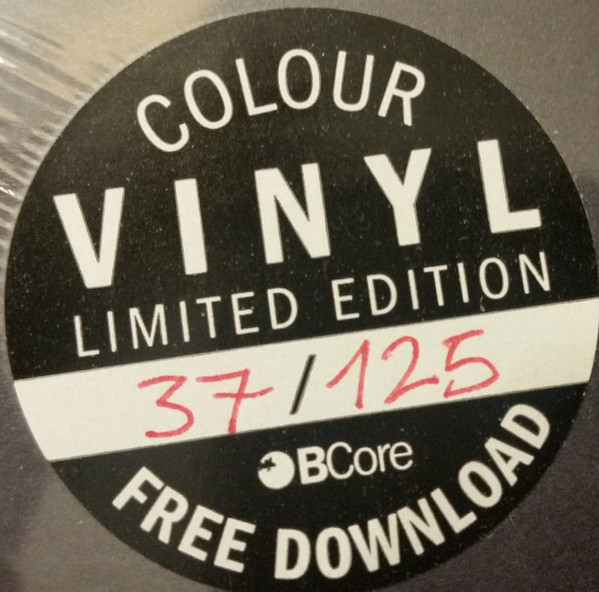 COLOUR
VINYL
LIMITED EDITION
37/125
BCore
FREE DOWNLOAD